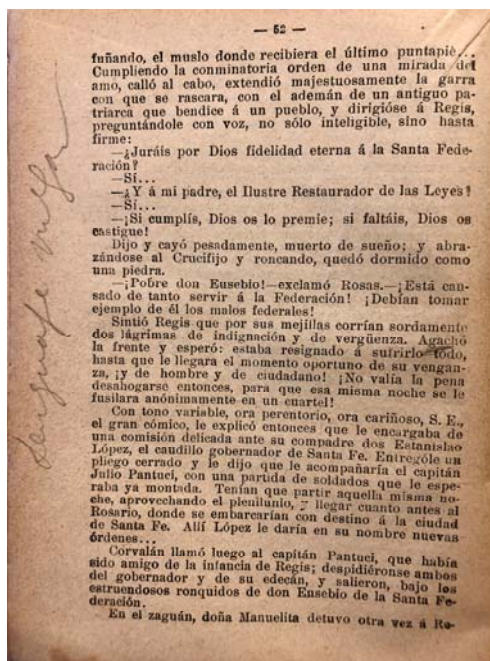 — 52 —
fuñando, el muslo donde recibiera el último puntapié...
Cumpliendo la conminatoria orden de una mirada del
amo, calló al cabo, extendió majestuosamente la garra
con que se rascara, con el ademán de un antiguo pa-
triarca que bendice á un pueblo, y dirigióse á Regis,
preguntándole con voz, no sólo inteligible, sino hasta
firme:
—¿Juráis por Dios fidelidad eterna á la Santa Fede-
ración?
—Sí...
—¿Y á mi padre, el Ilustre Restaurador de las Leyes?
—Sí...
—¡Si cumplís, Dios os lo premie; si faltáis, Dios os
castigue!
Dijo y cayó pesadamente, muerto de sueño; y abra-
zándose al Crucifijo y roncando, quedó dormido como
una piedra.
—¡Pobre don Eusebio!—exclamó Rosas.—¡Está can-
sado de tanto servir á la Federación! ¡Debían tomar
ejemplo de él los malos federales!
Sintió Regis que por sus mejillas corrían sordamente
dos lágrimas de indignación y de vergüenza. Agachó
la frente y esperó: estaba resignado á sufrirlo todo,
hasta que le llegara el momento oportuno de su vengan-
za, ¡y de hombre y de ciudadano! ¡No valía la pena
desahogarse entonces, para que esa misma noche se le
fusilara anónimamente en un cuartel!
Con tono variable, ora perentorio, ora cariñoso, S. E.,
el gran cómico, le explicó entonces que le encargaba de
una comisión delicada ante su compadre dos Estanislao
López, el caudillo gobernador de Santa Fe. Entrególe un
pliego cerrado y le dijo que le acompañaría el capitán
Julio Pantuci, con una partida de soldados que le espe-
raba ya montada. Tenían que partir aquella misma no-
che, aprovechando el plenilunio, y llegar cuanto antes al
Rosario, donde se embarcarían con destino á la ciudad
de Santa Fe. Allí López le daría en su nombre nuevas
órdenes...
Corvalán llamó luego al capitán Pantuci, que había
sido amigo de la infancia de Regis; despidiéronse ambos
del gobernador y de su edecán, y salieron, bajo los
estruendosos ronquidos de don Eusebio de la Santa Fe-
deración.
En el zaguán, doña Manuelita detuvo otra vez á Re-
lenguaje vulgar